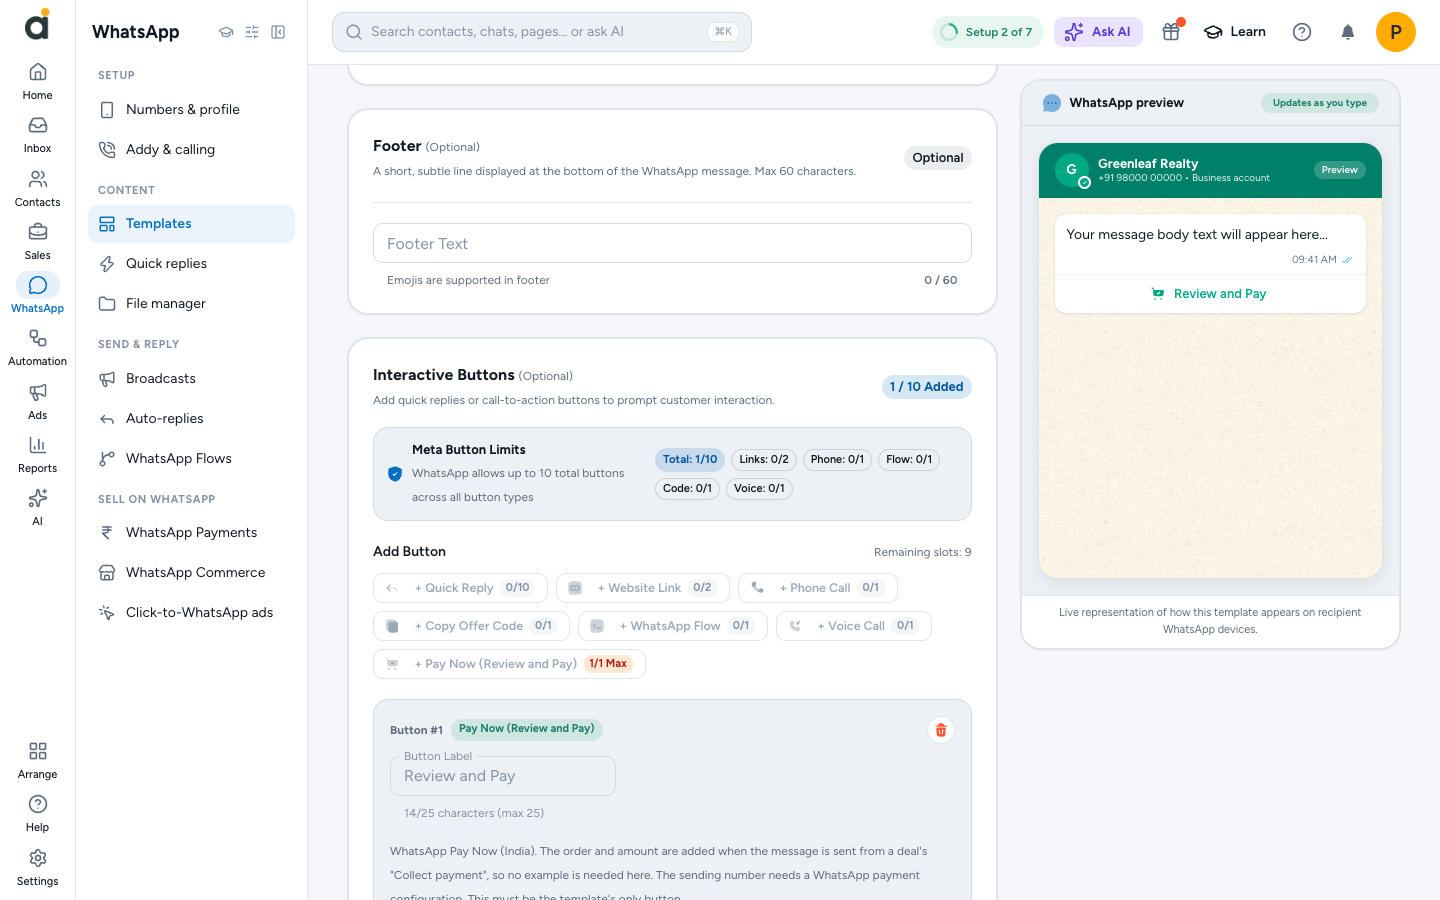 WhatsApp
Search contacts, chats, pages... or ask AI
⌘K
Setup 2 of 7
Ask AI
Learn
P
Home
Inbox
Contacts
Sales
WhatsApp
Automation
Ads
Reports
AI
Arrange
Help
Settings
SETUP
Numbers & profile
Addy & calling
CONTENT
Templates
Quick replies
File manager
SEND & REPLY
Broadcasts
Auto-replies
WhatsApp Flows
SELL ON WHATSAPP
WhatsApp Payments
WhatsApp Commerce
Click-to-WhatsApp ads
Footer (Optional)
A short, subtle line displayed at the bottom of the WhatsApp message. Max 60 characters.
Optional
Footer Text
Emojis are supported in footer
0 / 60
Interactive Buttons (Optional)
Add quick replies or call-to-action buttons to prompt customer interaction.
1 / 10 Added
Meta Button Limits
WhatsApp allows up to 10 total buttons
across all button types
Total: 1/10 Links: 0/2 Phone: 0/1 Flow: 0/1
Code: 0/1 Voice: 0/1
Add Button
Remaining slots: 9
+ Quick Reply 0/10 + Website Link 0/2 + Phone Call 0/1
+ Copy Offer Code 0/1 + WhatsApp Flow 0/1 + Voice Call 0/1
+ Pay Now (Review and Pay) 1/1 Max
Button #1 Pay Now (Review and Pay)
Button Label
Review and Pay
14/25 characters (max 25)
WhatsApp Pay Now (India). The order and amount are added when the message is sent from a deal's
"Collect payment", so no example is needed here. The sending number needs a WhatsApp payment
configuration. This must be the template's only button.
WhatsApp preview
Updates as you type
G
Greenleaf Realty
+91 98000 00000 • Business account
Preview
Your message body text will appear here...
09:41 AM
Review and Pay
Live representation of how this template appears on recipient
WhatsApp devices.